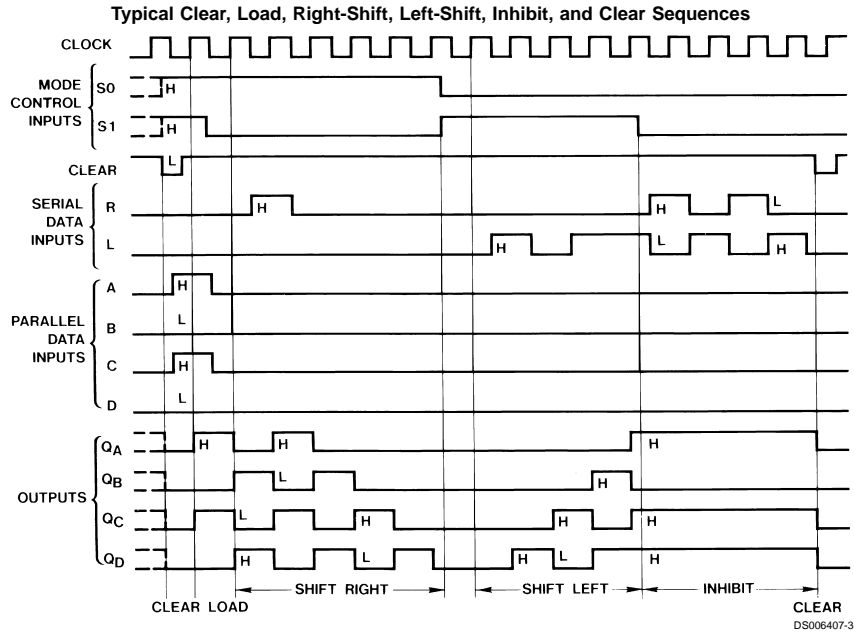 Typical Clear, Load, Right-Shift, Left-Shift, Inhibit, and Clear Sequences
CLOCK
MODE CONTROL INPUTS
S0 H
S1 H
CLEAR L
SERIAL DATA INPUTS
R H H L
L H L H
PARALLEL DATA INPUTS
A H
B L
C H
D L
OUTPUTS
QA H H H
QB L H
QC L H H H
QD H L H L H
SHIFT RIGHT SHIFT LEFT INHIBIT
CLEAR LOAD CLEAR
DS006407-3